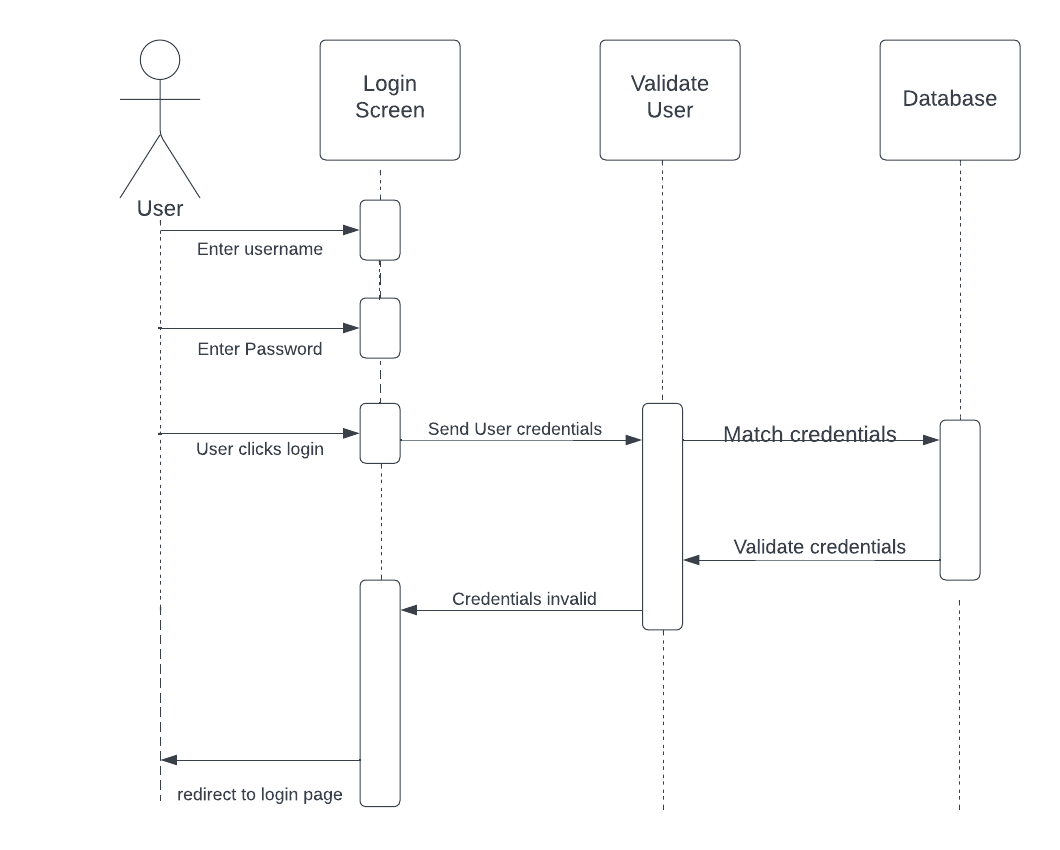 Login
Screen
Validate
User
Database
User
Enter username
Enter Password
User clicks login
Send User credentials
Match credentials
Validate credentials
Credentials invalid
redirect to login page